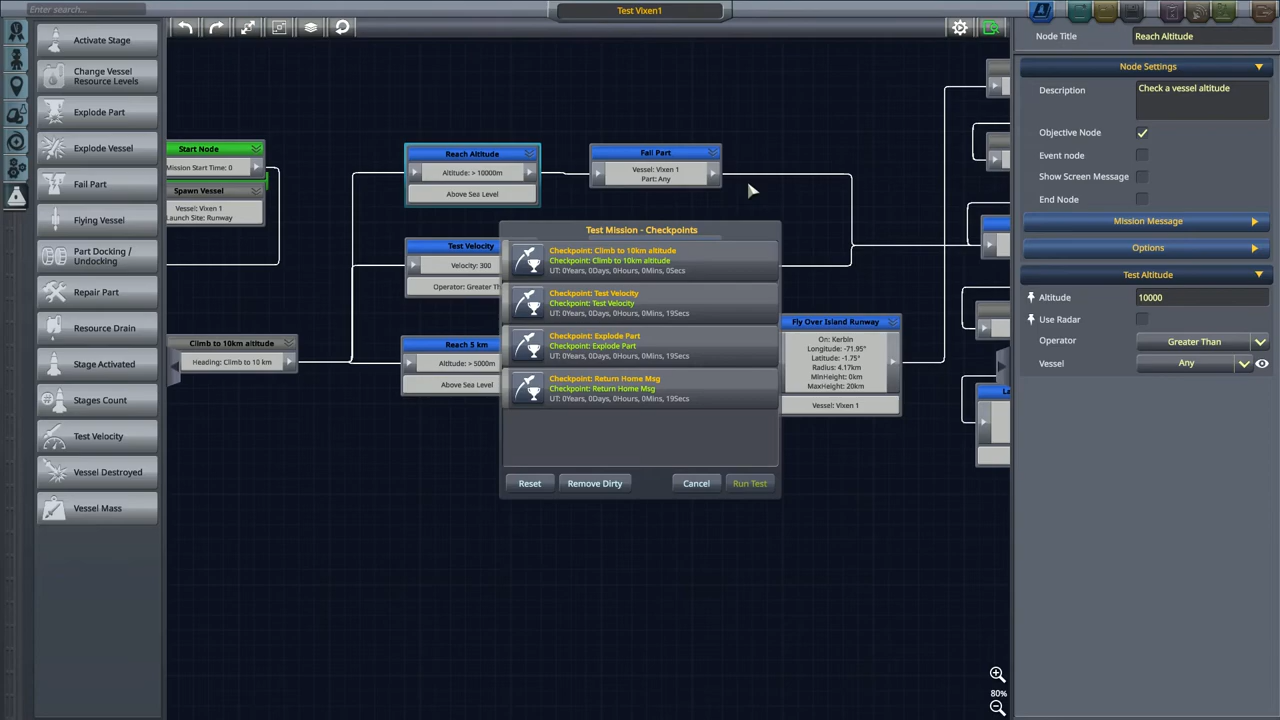 Enter search...
Test Vixen1
Activate Stage
Change Vessel
Resource Levels
Explode Part
Explode Vessel
Fail Part
Flying Vessel
Part Docking /
Undocking
Repair Part
Resource Drain
Stage Activated
Stages Count
Test Velocity
Vessel Destroyed
Vessel Mass
Start Node
Mission Start Time: 0
Spawn Vessel
Vessel: Vixen 1
Launch Site: Runway
Climb to 10km altitude
Heading: Climb to 10 km
Reach Altitude
Altitude: > 10000m
Above Sea Level
Fail Part
Vessel: Vixen 1
Part: Any
Test Velocity
Velocity: 300
Operator: Greater Th
Reach 5 km
Altitude: > 5000m
Above Sea Level
Test Mission - Checkpoints
Checkpoint: Climb to 10km altitude
Checkpoint: Climb to 10km altitude
UT: 0Years, 0Days, 0Hours, 0Mins, 0Secs
Checkpoint: Test Velocity
Checkpoint: Test Velocity
UT: 0Years, 0Days, 0Hours, 0Mins, 19Secs
Checkpoint: Explode Part
Checkpoint: Explode Part
UT: 0Years, 0Days, 0Hours, 0Mins, 19Secs
Checkpoint: Return Home Msg
Checkpoint: Return Home Msg
UT: 0Years, 0Days, 0Hours, 0Mins, 19Secs
Reset
Remove Dirty
Cancel
Run Test
Fly Over Island Runway
On: Kerbin
Longitude: -71.95°
Latitude: -1.75°
Radius: 4.17km
MinHeight: 0km
MaxHeight: 20km
Vessel: Vixen 1
80%
Node Title
Reach Altitude
Node Settings
Description
Check a vessel altitude
Objective Node
Event node
Show Screen Message
End Node
Mission Message
Options
Test Altitude
Altitude
10000
Use Radar
Operator
Greater Than
Vessel
Any